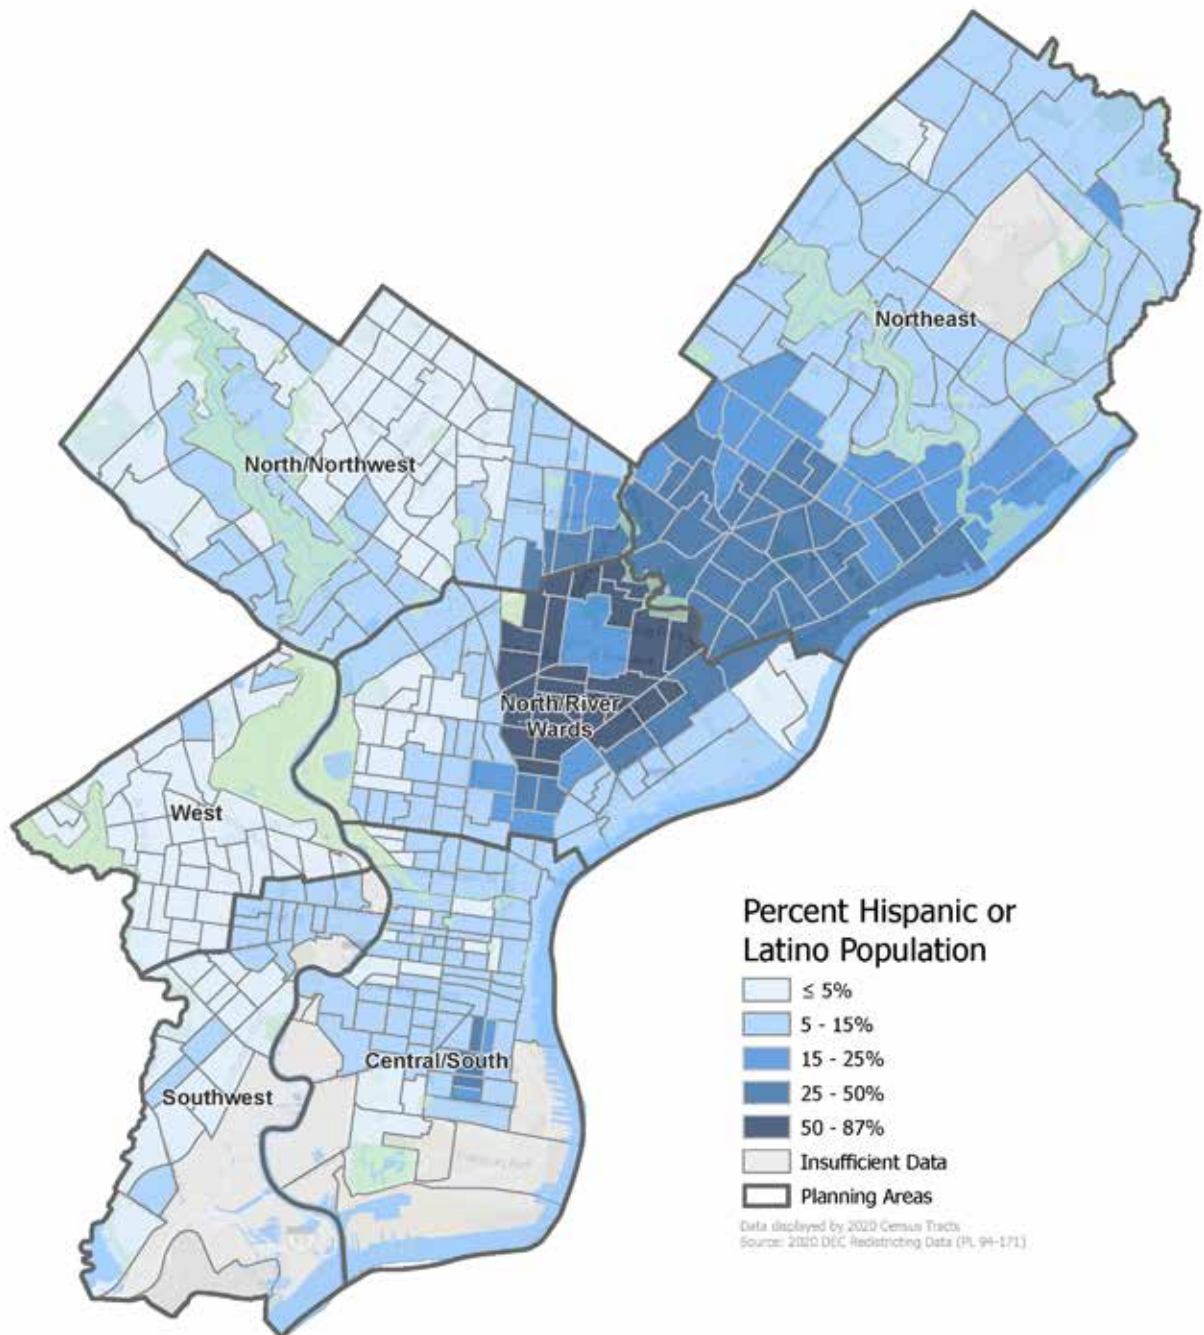 Northeast
North/Northwest
North/River
Wards
West
Central/South
Southwest
Percent Hispanic or
Latino Population
≤ 5%
5 - 15%
15 - 25%
25 - 50%
50 - 87%
Insufficient Data
Planning Areas
Data displayed by 2020 Census Tracts
Source: 2020 DEC Redistricting Data (PL 94-171)